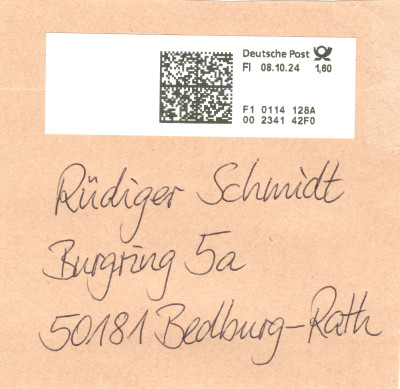 Deutsche Post
FI 08.10.24 1,60
F1 0114 128A
00 2341 42F0
Rüdiger Schmidt
Burgring 5a
50181 Bedburg-Rath